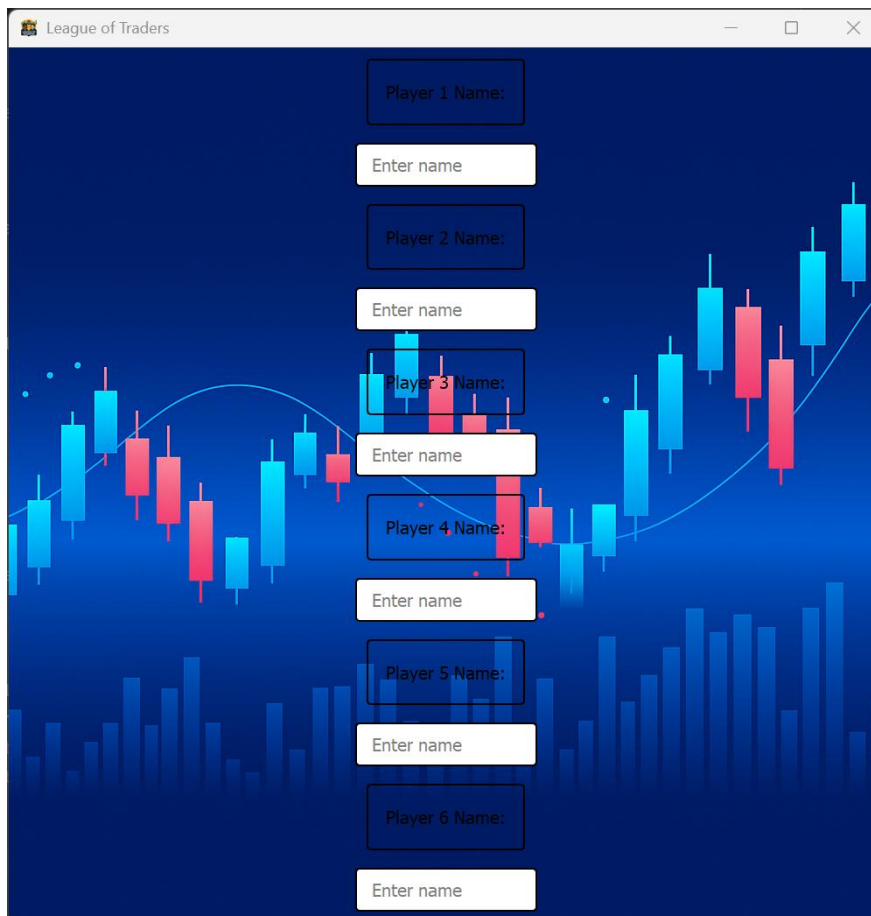 League of Traders
Player 1 Name:
Enter name
Player 2 Name:
Enter name
Player 3 Name:
Enter name
Player 4 Name:
Enter name
Player 5 Name:
Enter name
Player 6 Name:
Enter name